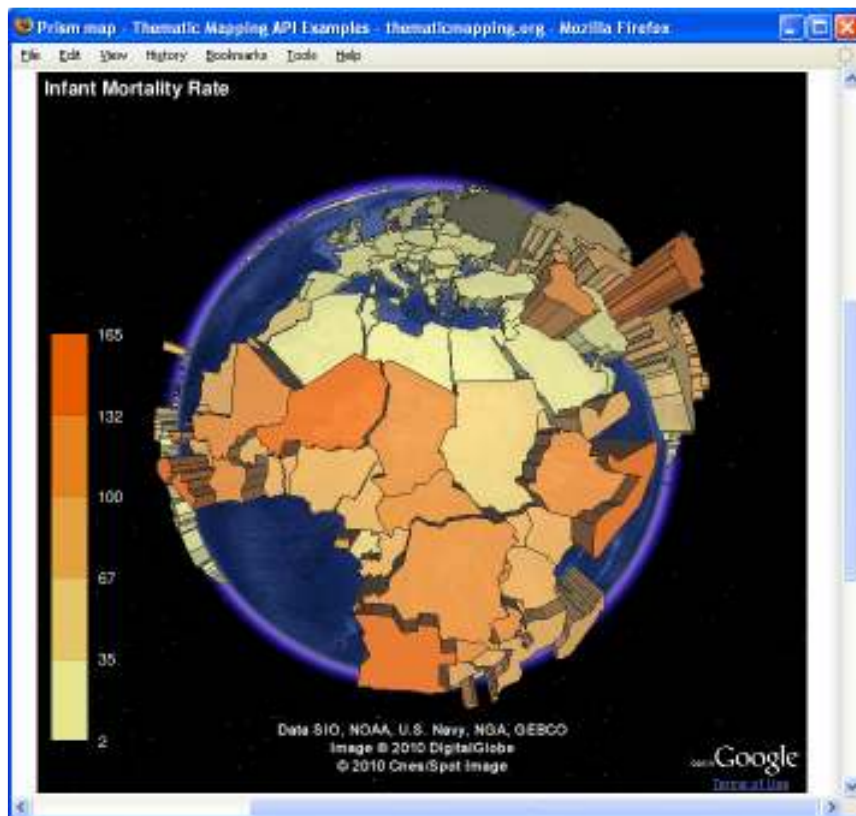 Prism map - Thematic Mapping API Examples - thematicmapping.org - Mozilla Firefox
File Edit View History Bookmarks Tools Help
Infant Mortality Rate
165
132
100
67
35
2
Data SIO, NOAA, U.S. Navy, NGA, GEBCO
Image © 2010 DigitalGlobe
© 2010 Cnes/Spot Image
©2010 Google
Terms of Use